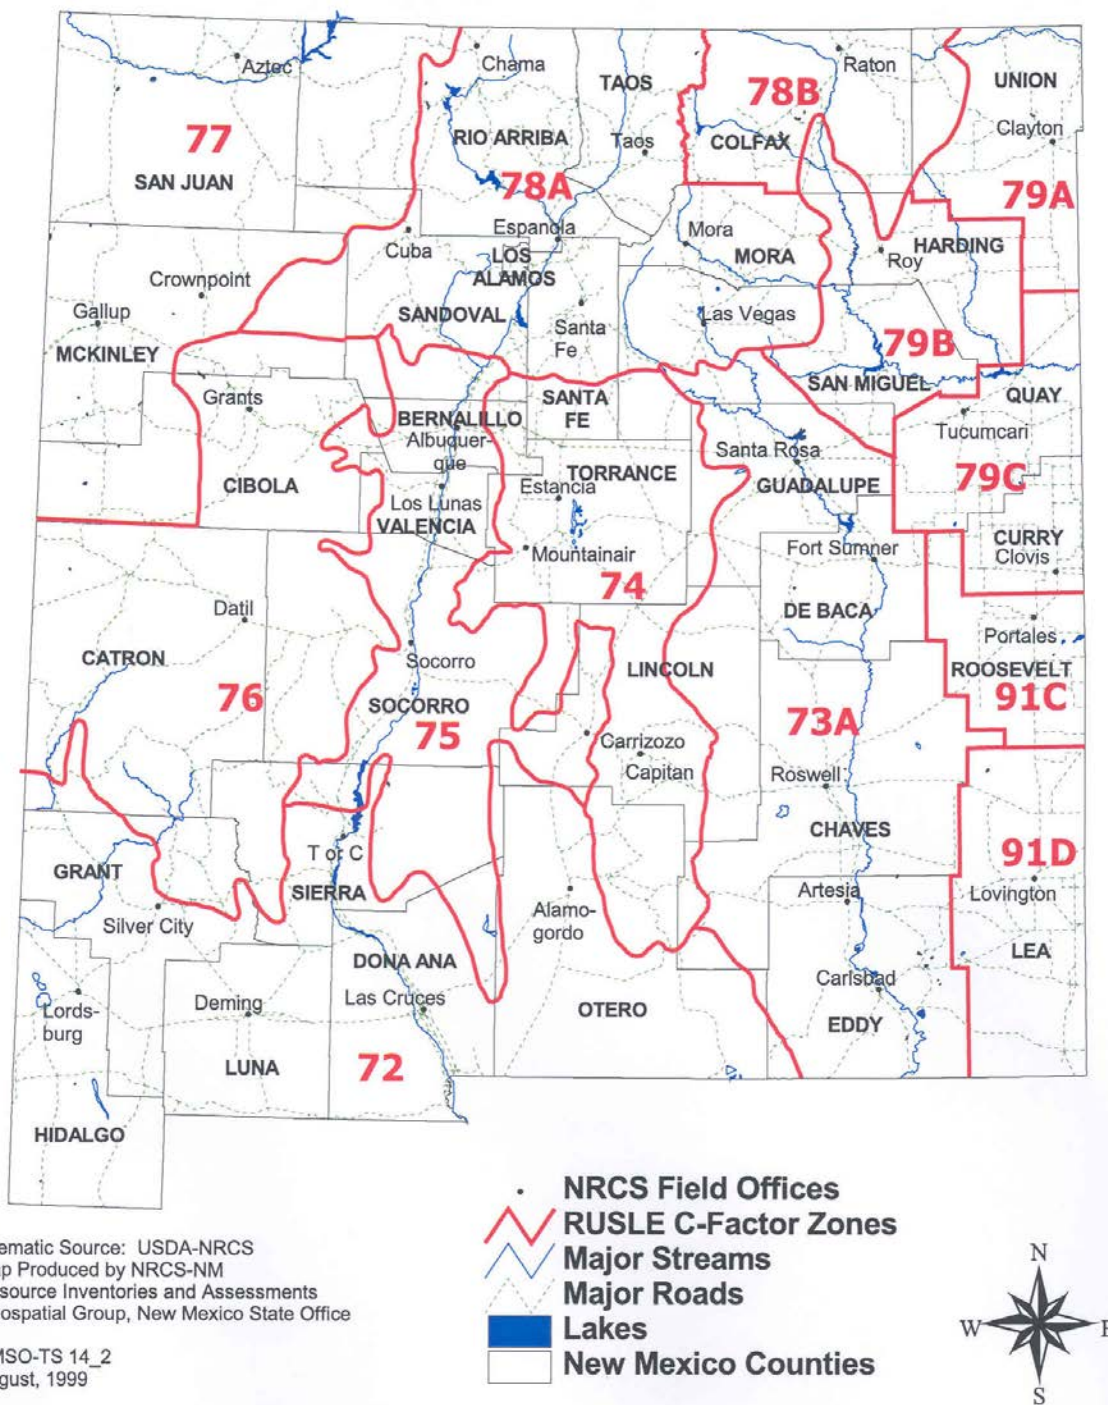 Aztec
Chama
TAOS
Raton
UNION
78B
77
RIO ARRIBA
Taos
COLFAX
Clayton
SAN JUAN
78A
79A
Espanola
Mora
HARDING
Cuba
LOS
ALAMOS
MORA
Roy
Crownpoint
SANDOVAL
Las Vegas
Gallup
Santa
Fe
79B
MCKINLEY
SAN MIGUEL
QUAY
Grants
SANTA
FE
BERNALILLO
Albuquer-
que
Tucumcari
Santa Rosa
TORRANCE
79C
CIBOLA
Estancia
GUADALUPE
Los Lunas
VALENCIA
CURRY
Clovis
Mountainair
Fort Sumner
74
Datil
DE BACA
Portales
CATRON
Socorro
LINCOLN
ROOSEVELT
76
SOCORRO
91C
75
73A
Carrizozo
Capitan
Roswell
CHAVES
T or C
91D
GRANT
SIERRA
Artesia
Lovington
Silver City
Alamo-
gordo
DONA ANA
LEA
Lords-
burg
Deming
Las Cruces
Carlsbad
OTERO
EDDY
LUNA
72
HIDALGO
NRCS Field Offices
RUSLE C-Factor Zones
Major Streams
Major Roads
Lakes
New Mexico Counties
ematic Source: USDA-NRCS
p Produced by NRCS-NM
source Inventories and Assessments
ospatial Group, New Mexico State Office
MSO-TS 14_2
gust, 1999
N
W
E
S